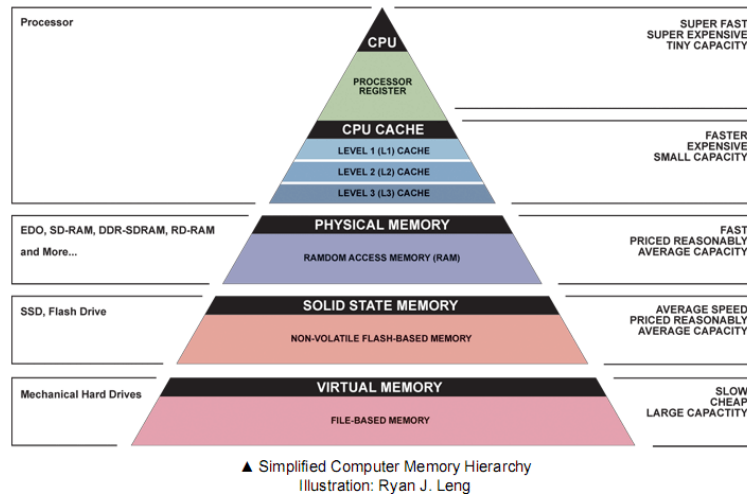 Processor
CPU
SUPER FAST
SUPER EXPENSIVE
TINY CAPACITY
PROCESSOR
REGISTER
CPU CACHE
LEVEL 1 (L1) CACHE
LEVEL 2 (L2) CACHE
LEVEL 3 (L3) CACHE
FASTER
EXPENSIVE
SMALL CAPACITY
EDO, SD-RAM, DDR-SDRAM, RD-RAM
and More...
PHYSICAL MEMORY
RAMDOM ACCESS MEMORY (RAM)
FAST
PRICED REASONABLY
AVERAGE CAPACITY
SSD, Flash Drive
SOLID STATE MEMORY
NON-VOLATILE FLASH-BASED MEMORY
AVERAGE SPEED
PRICED REASONABLY
AVERAGE CAPACITY
Mechanical Hard Drives
VIRTUAL MEMORY
FILE-BASED MEMORY
SLOW
CHEAP
LARGE CAPACTITY
▲ Simplified Computer Memory Hierarchy
Illustration: Ryan J. Leng